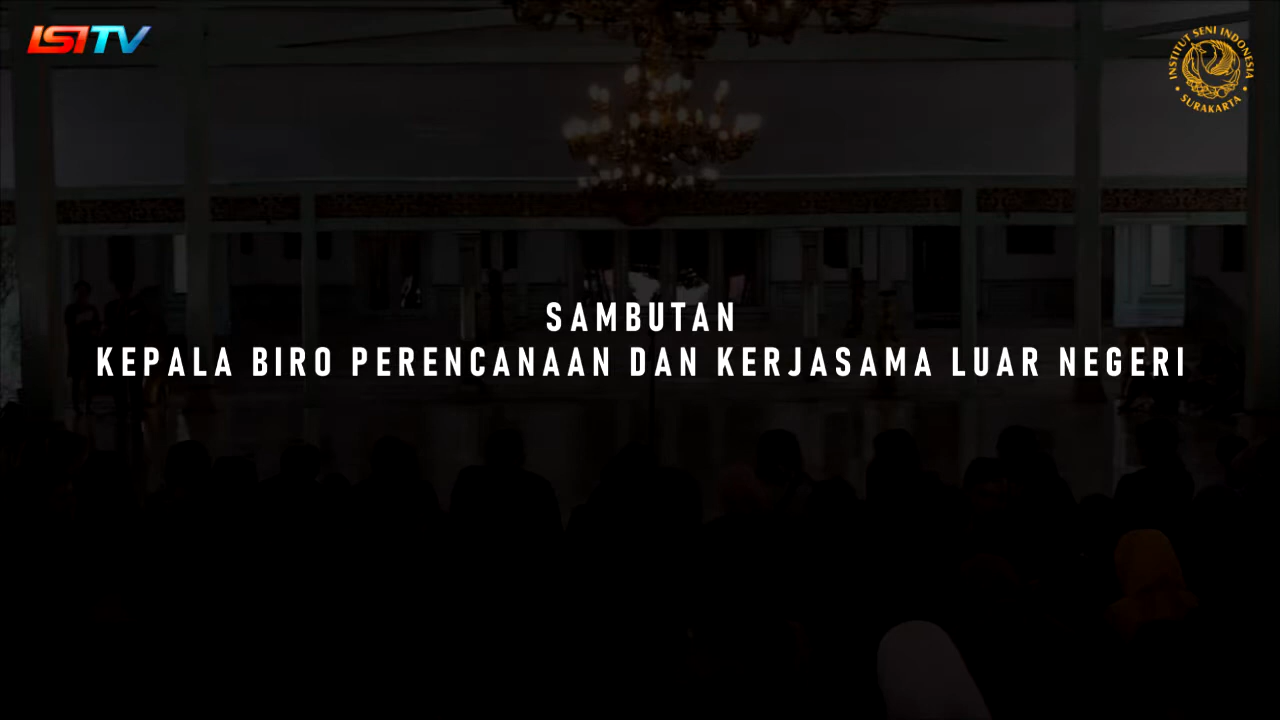 ISITV
INSTITUT SENI INDONESIA
SURAKARTA
SAMBUTAN
KEPALA BIRO PERENCANAAN DAN KERJASAMA LUAR NEGERI